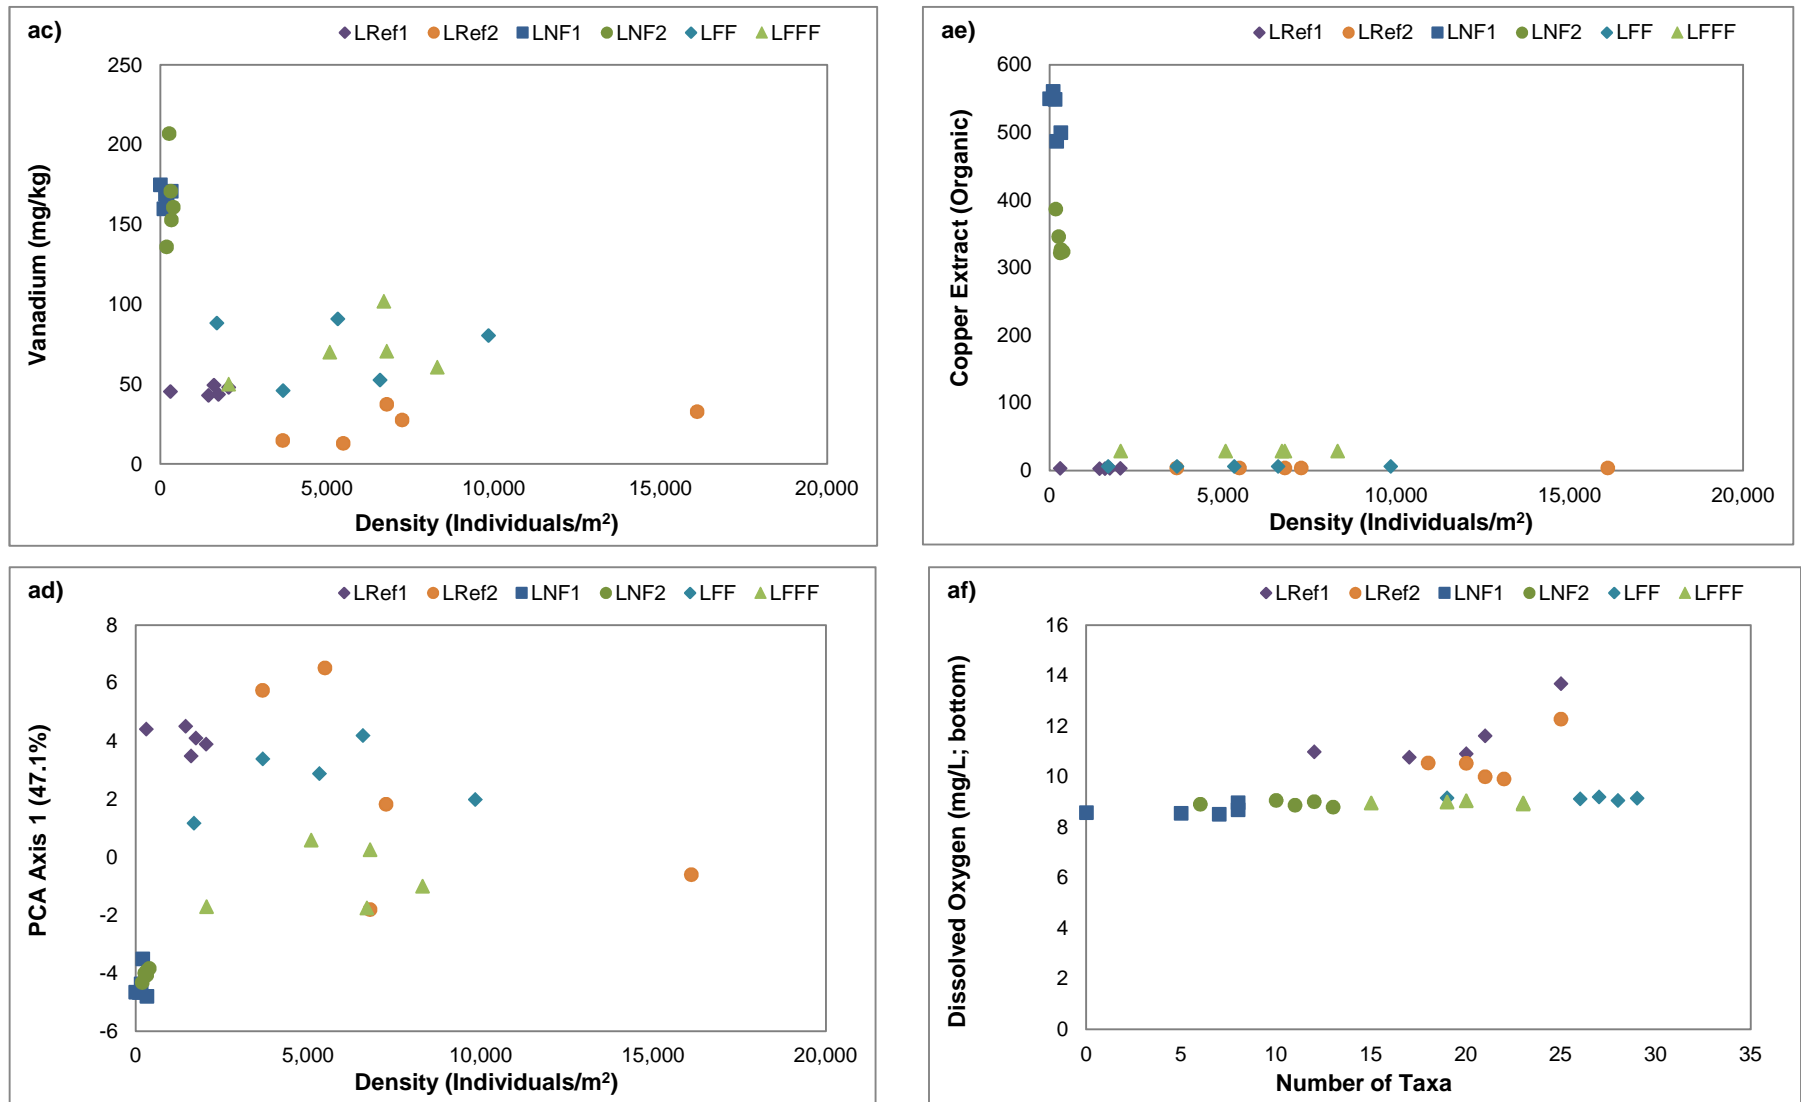 ac)
LRef1 LRef2 LNF1 LNF2 LFF LFFF
Vanadium (mg/kg)
250
200
150
100
50
0
0 5,000 10,000 15,000 20,000
Density (Individuals/m²)
ae)
LRef1 LRef2 LNF1 LNF2 LFF LFFF
Copper Extract (Organic)
600
500
400
300
200
100
0
0 5,000 10,000 15,000 20,000
Density (Individuals/m²)
ad)
LRef1 LRef2 LNF1 LNF2 LFF LFFF
PCA Axis 1 (47.1%)
8
6
4
2
0
-2
-4
-6
0 5,000 10,000 15,000 20,000
Density (Individuals/m²)
af)
LRef1 LRef2 LNF1 LNF2 LFF LFFF
Dissolved Oxygen (mg/L; bottom)
16
14
12
10
8
6
4
2
0
0 5 10 15 20 25 30 35
Number of Taxa